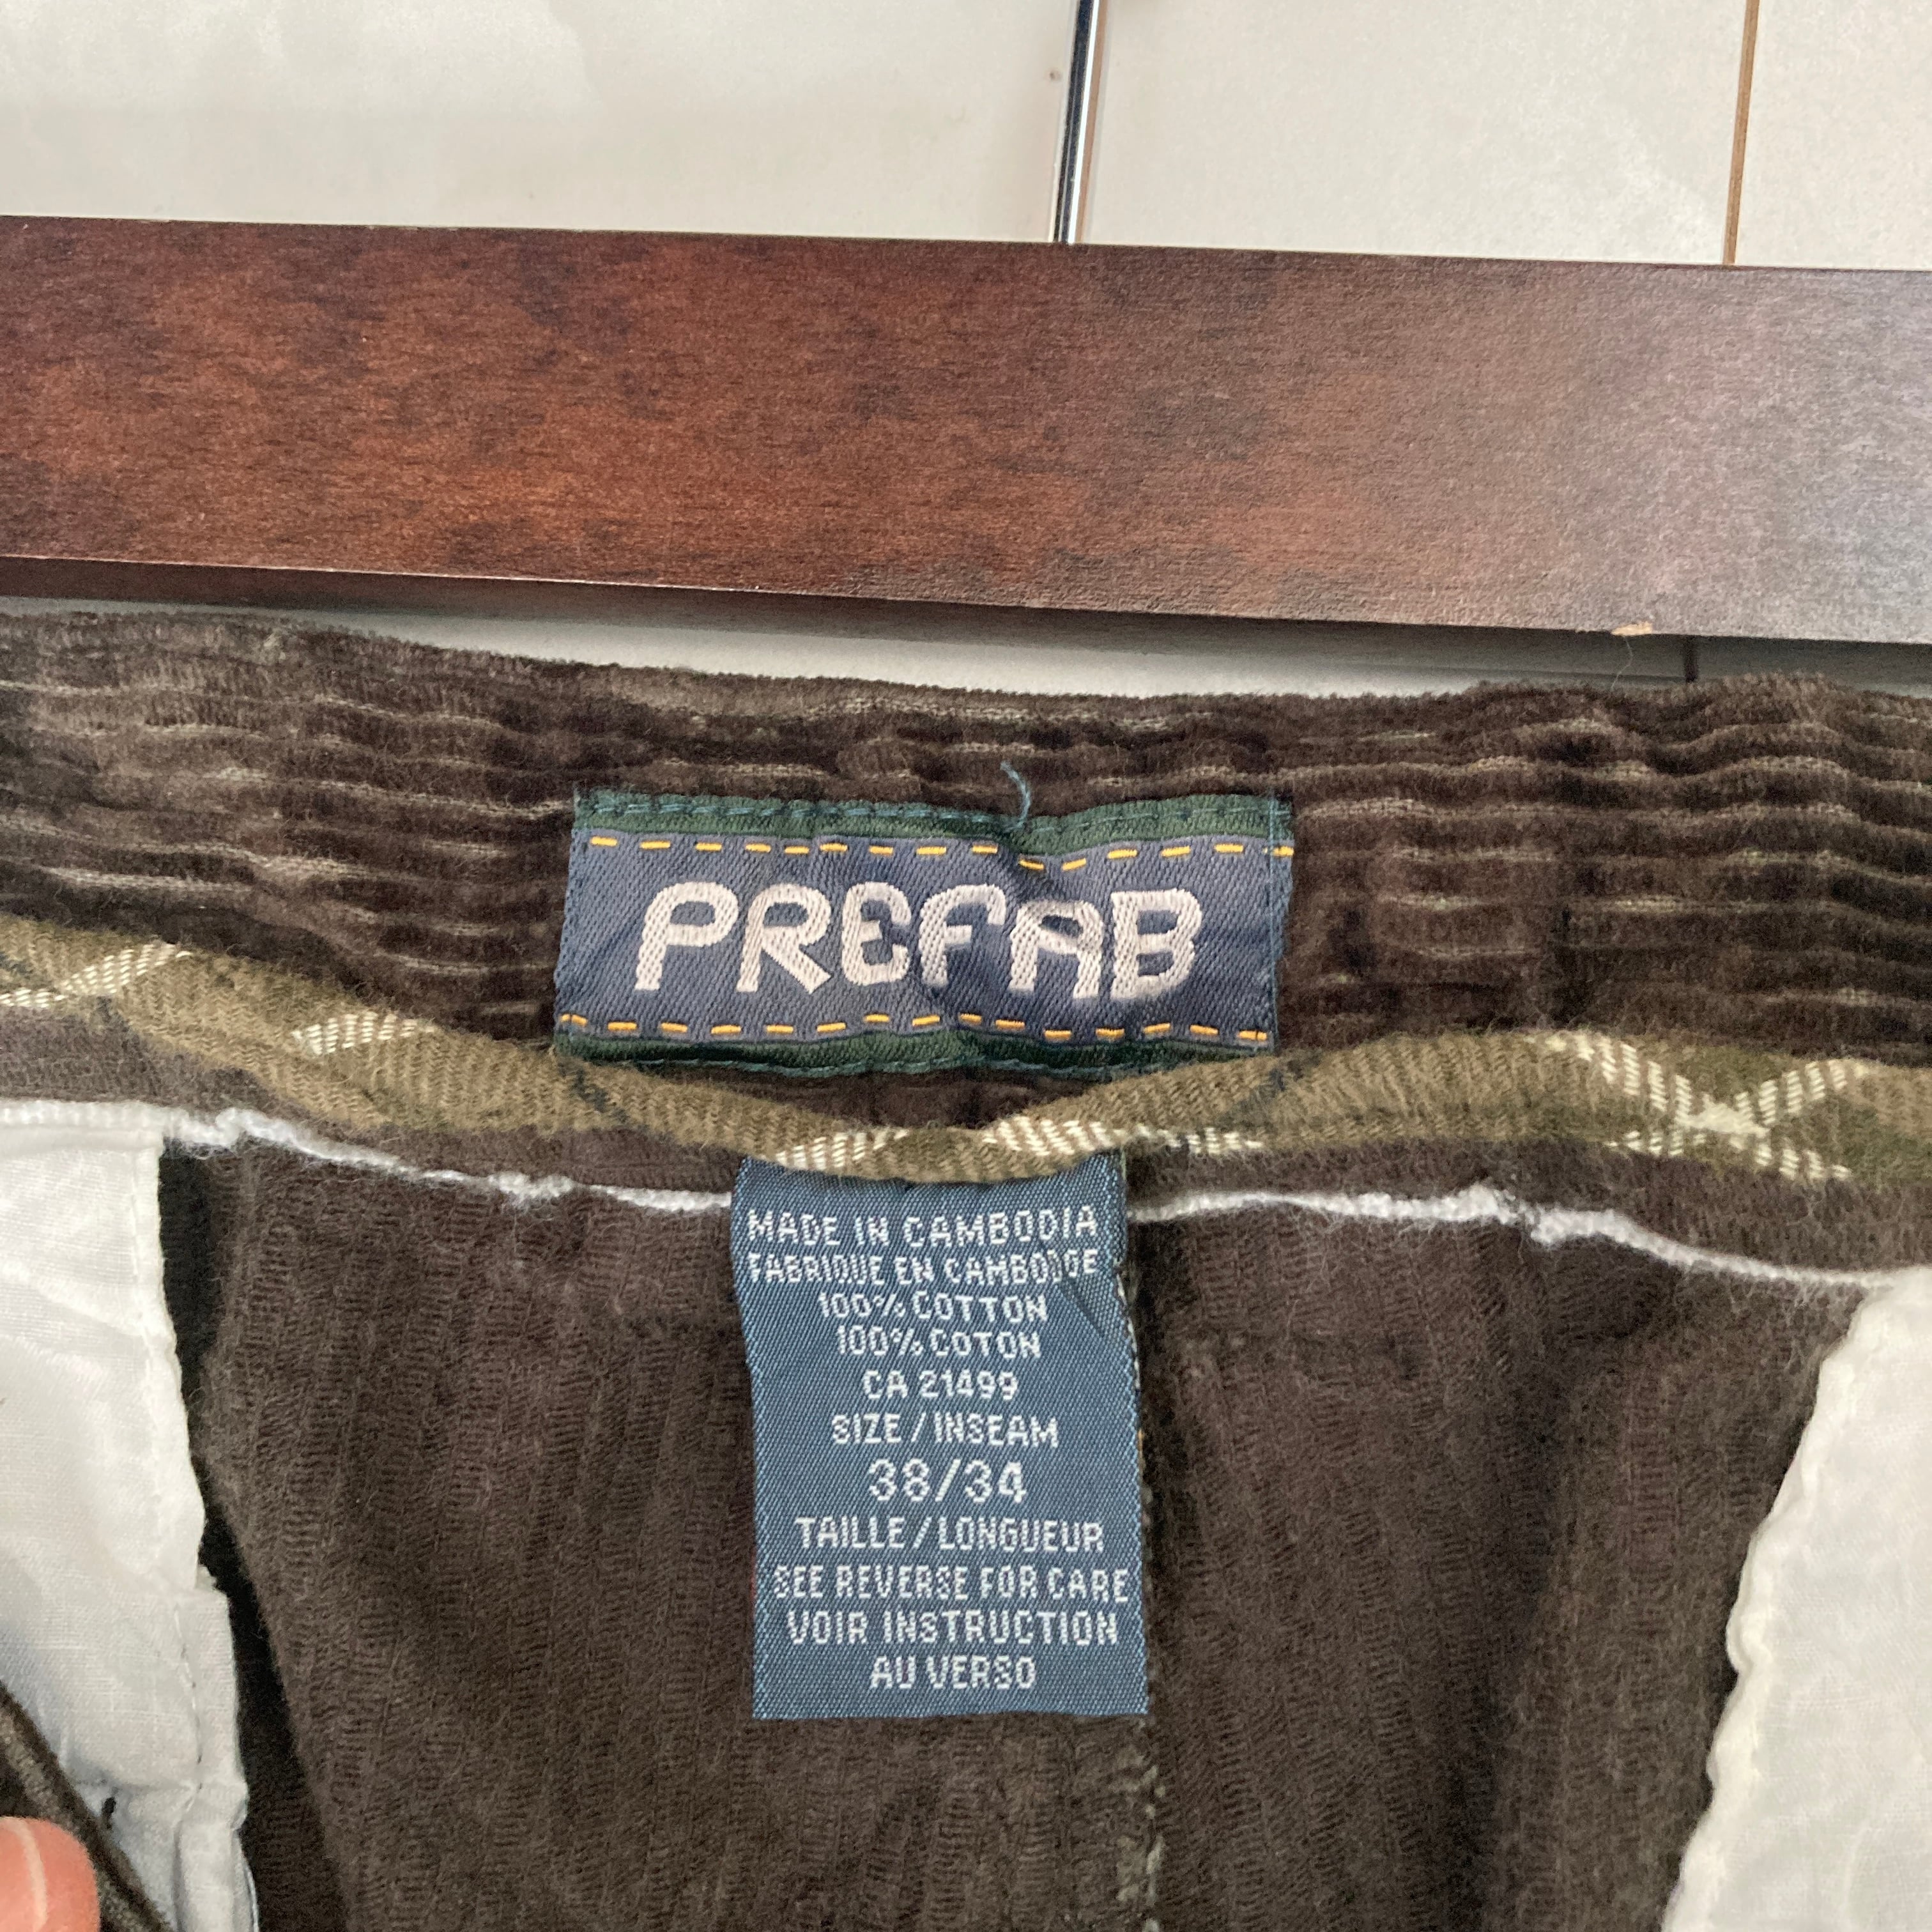 PREFAB
MADE IN CAMBODIA
FABRIQUE EN CAMBODGE
100% COTTON
100% COTON
CA 21499
SIZE / INSEAM
38/34
TAILLE / LONGUEUR
SEE REVERSE FOR CARE
VOIR INSTRUCTION
AU VERSO